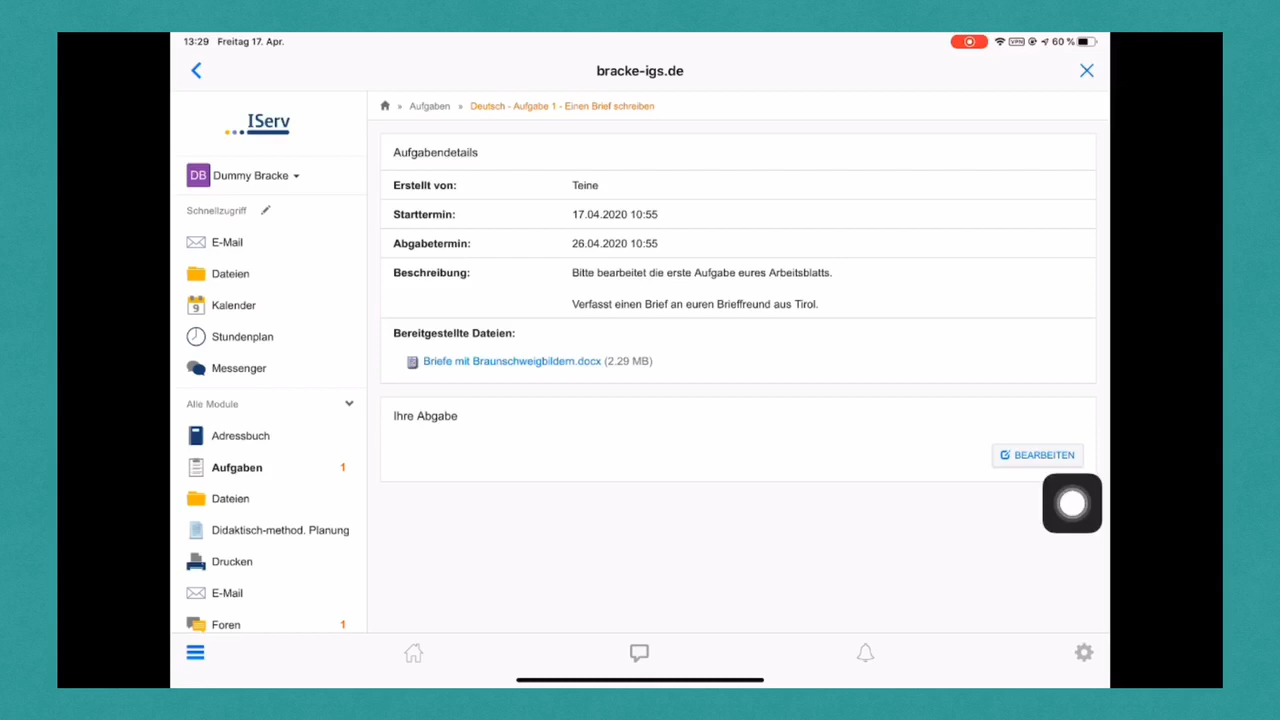 13:29 Freitag 17. Apr.
VPN 60 %
bracke-igs.de
IServ
DB Dummy Bracke
Schnellzugriff
E-Mail
Dateien
9 Kalender
Stundenplan
Messenger
Alle Module
Adressbuch
Aufgaben 1
Dateien
Didaktisch-method. Planung
Drucken
E-Mail
Foren 1
» Aufgaben » Deutsch - Aufgabe 1 - Einen Brief schreiben
Aufgabendetails
Erstellt von: Teine
Starttermin: 17.04.2020 10:55
Abgabetermin: 26.04.2020 10:55
Beschreibung: Bitte bearbeitet die erste Aufgabe eures Arbeitsblatts.
Verfasst einen Brief an euren Brieffreund aus Tirol.
Bereitgestellte Dateien:
Briefe mit Braunschweigbildern.docx (2.29 MB)
Ihre Abgabe
BEARBEITEN